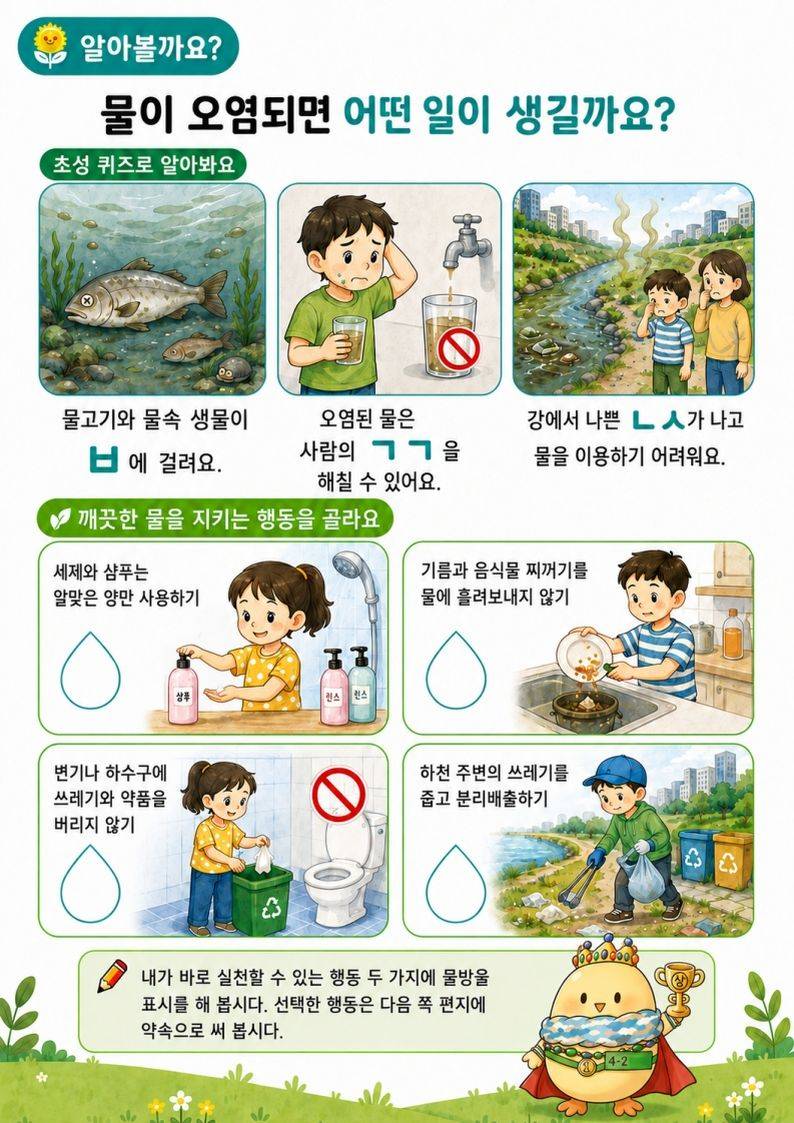 알아볼까요?
물이 오염되면 어떤 일이 생길까요?
초성 퀴즈로 알아봐요
물고기와 물속 생물이
ㅂ에 걸려요.
오염된 물은
사람의 ㄱㄱ을
해칠 수 있어요.
강에서 나쁜 ㄴㅅ가 나고
물을 이용하기 어려워요.
깨끗한 물을 지키는 행동을 골라요
세제와 샴푸는
알맞은 양만 사용하기
샴푸
린스
린스
기름과 음식물 찌꺼기를
물에 흘려보내지 않기
변기나 하수구에
쓰레기와 약품을
버리지 않기
하천 주변의 쓰레기를
줍고 분리배출하기
내가 바로 실천할 수 있는 행동 두 가지에 물방울
표시를 해 봅시다. 선택한 행동은 다음 쪽 편지에
약속으로 써 봅시다.
상
1
4-2